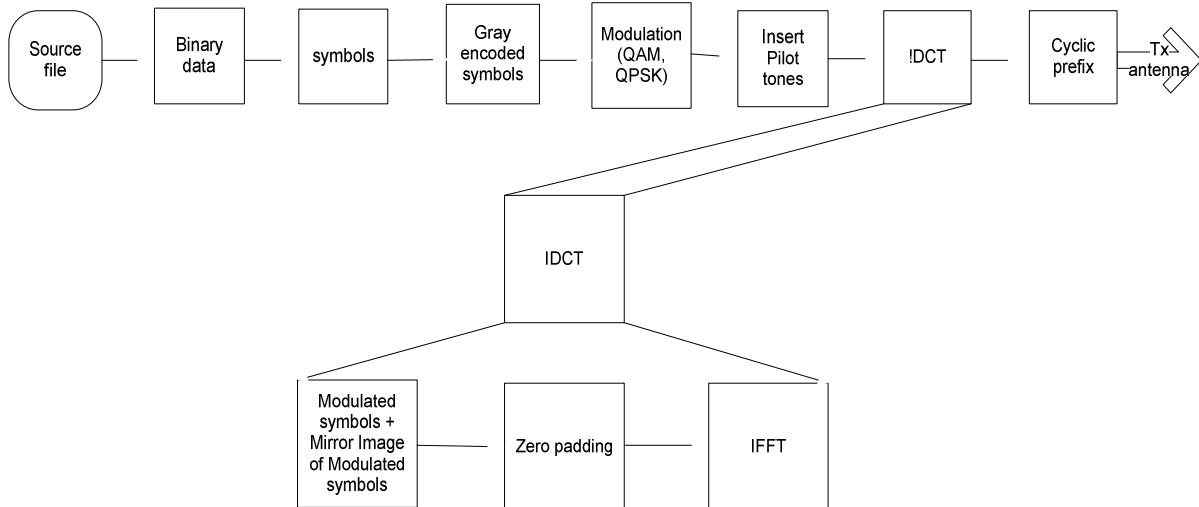 Source
file
Binary
data
symbols
Gray
encoded
symbols
Modulation
(QAM,
QPSK)
Insert
Pilot
tones
!DCT
Cyclic
prefix
Tx
antenna
IDCT
Modulated
symbols +
Mirror Image
of Modulated
symbols
Zero padding
IFFT